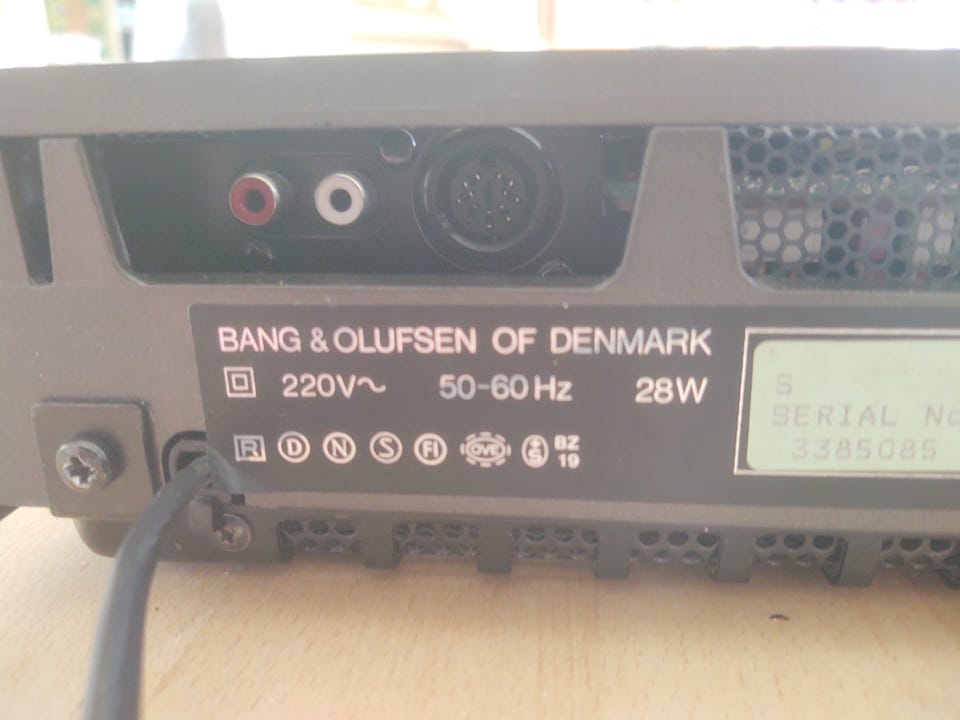 BANG & OLUFSEN OF DENMARK
220V~ 50-60 Hz 28W
R D N S FI ÖVE S BZ
19
S
SERIAL No
3385085